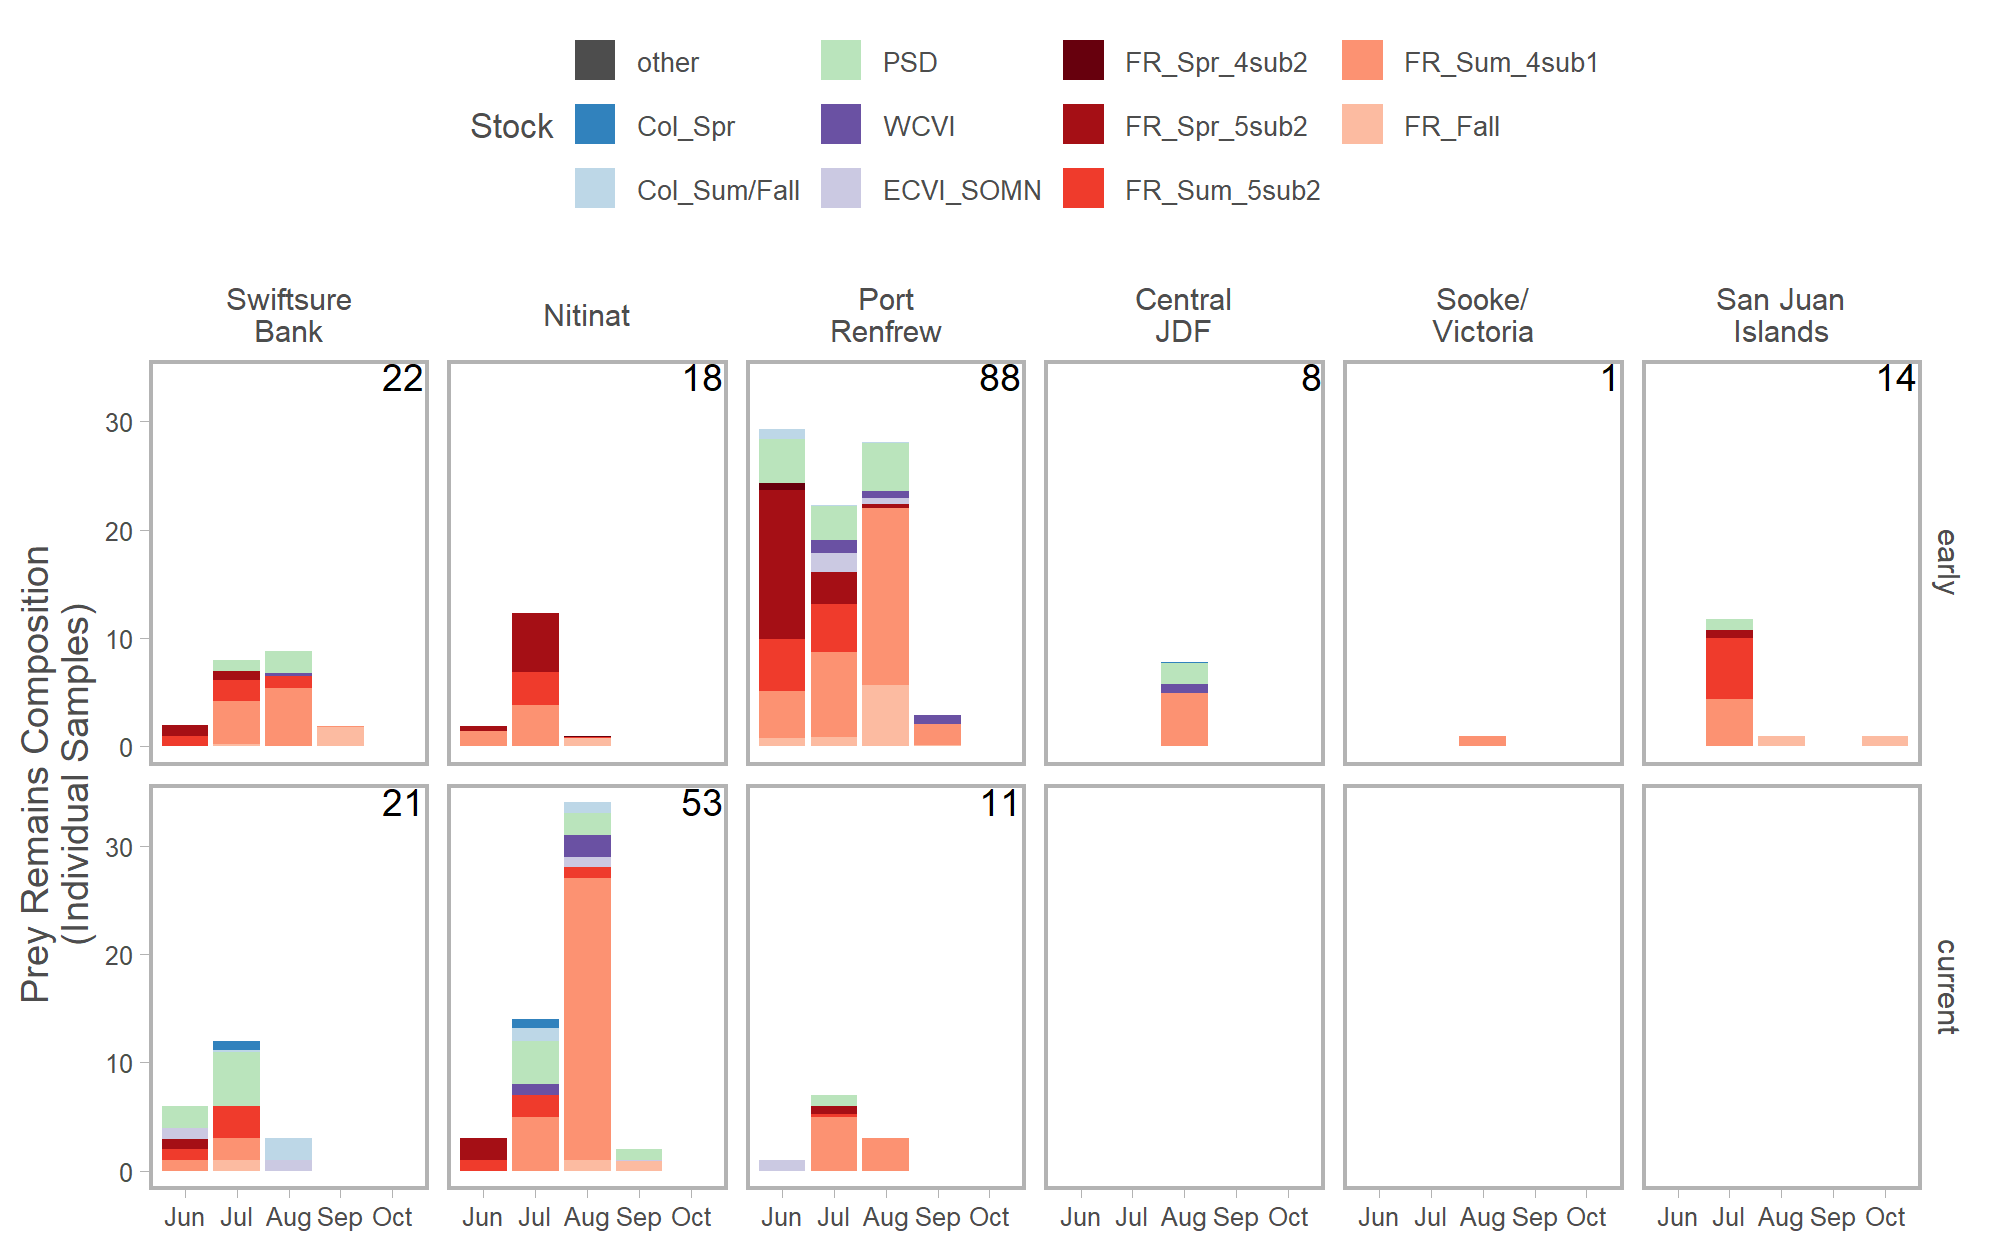 Stock
other
Col_Spr
Col_Sum/Fall
PSD
WCVI
ECVI_SOMN
FR_Spr_4sub2
FR_Spr_5sub2
FR_Sum_5sub2
FR_Sum_4sub1
FR_Fall
Swiftsure
Bank
Nitinat
Port
Renfrew
Central
JDF
Sooke/
Victoria
San Juan
Islands
Prey Remains Composition
(Individual Samples)
30
20
10
0
22
18
88
8
1
14
early
30
20
10
0
21
53
11
current
Jun Jul Aug Sep Oct
Jun Jul Aug Sep Oct
Jun Jul Aug Sep Oct
Jun Jul Aug Sep Oct
Jun Jul Aug Sep Oct
Jun Jul Aug Sep Oct